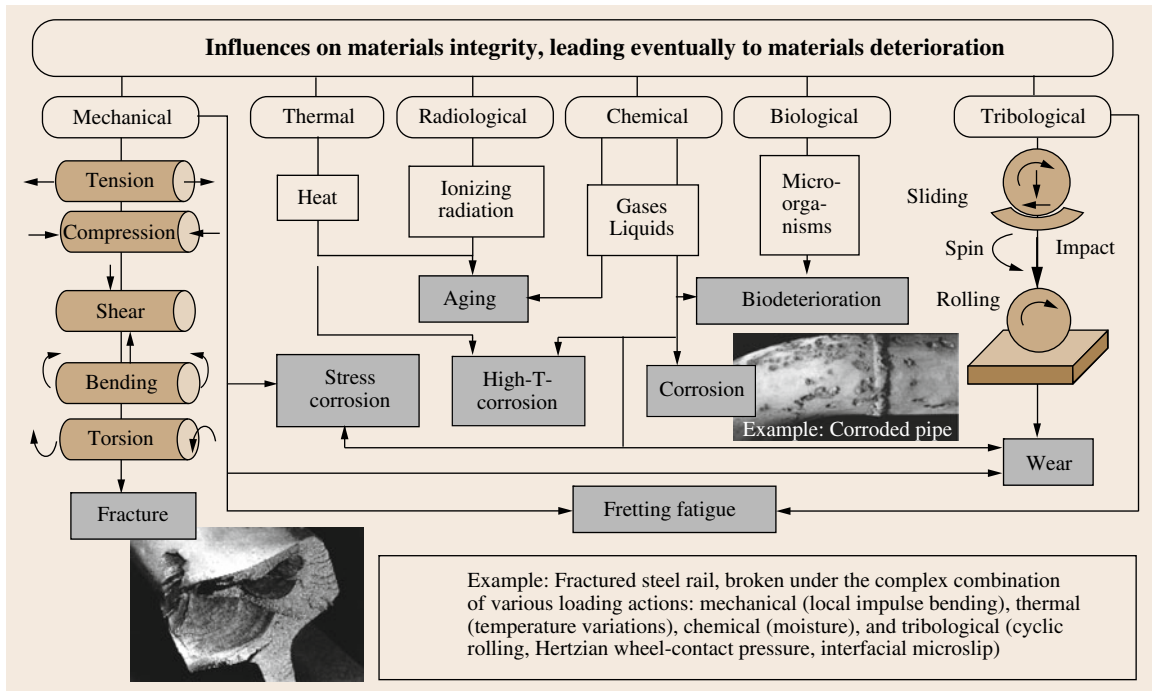 Influences on materials integrity, leading eventually to materials deterioration
Mechanical
Thermal
Radiological
Chemical
Biological
Tribological
Tension
Compression
Shear
Bending
Torsion
Fracture
Heat
Ionizing
radiation
Gases
Liquids
Micro-
orga-
nisms
Sliding
Spin
Impact
Rolling
Aging
Biodeterioration
Stress
corrosion
High-T-
corrosion
Corrosion
Example: Corroded pipe
Wear
Fretting fatigue
Example: Fractured steel rail, broken under the complex combination
of various loading actions: mechanical (local impulse bending), thermal
(temperature variations), chemical (moisture), and tribological (cyclic
rolling, Hertzian wheel-contact pressure, interfacial microslip)